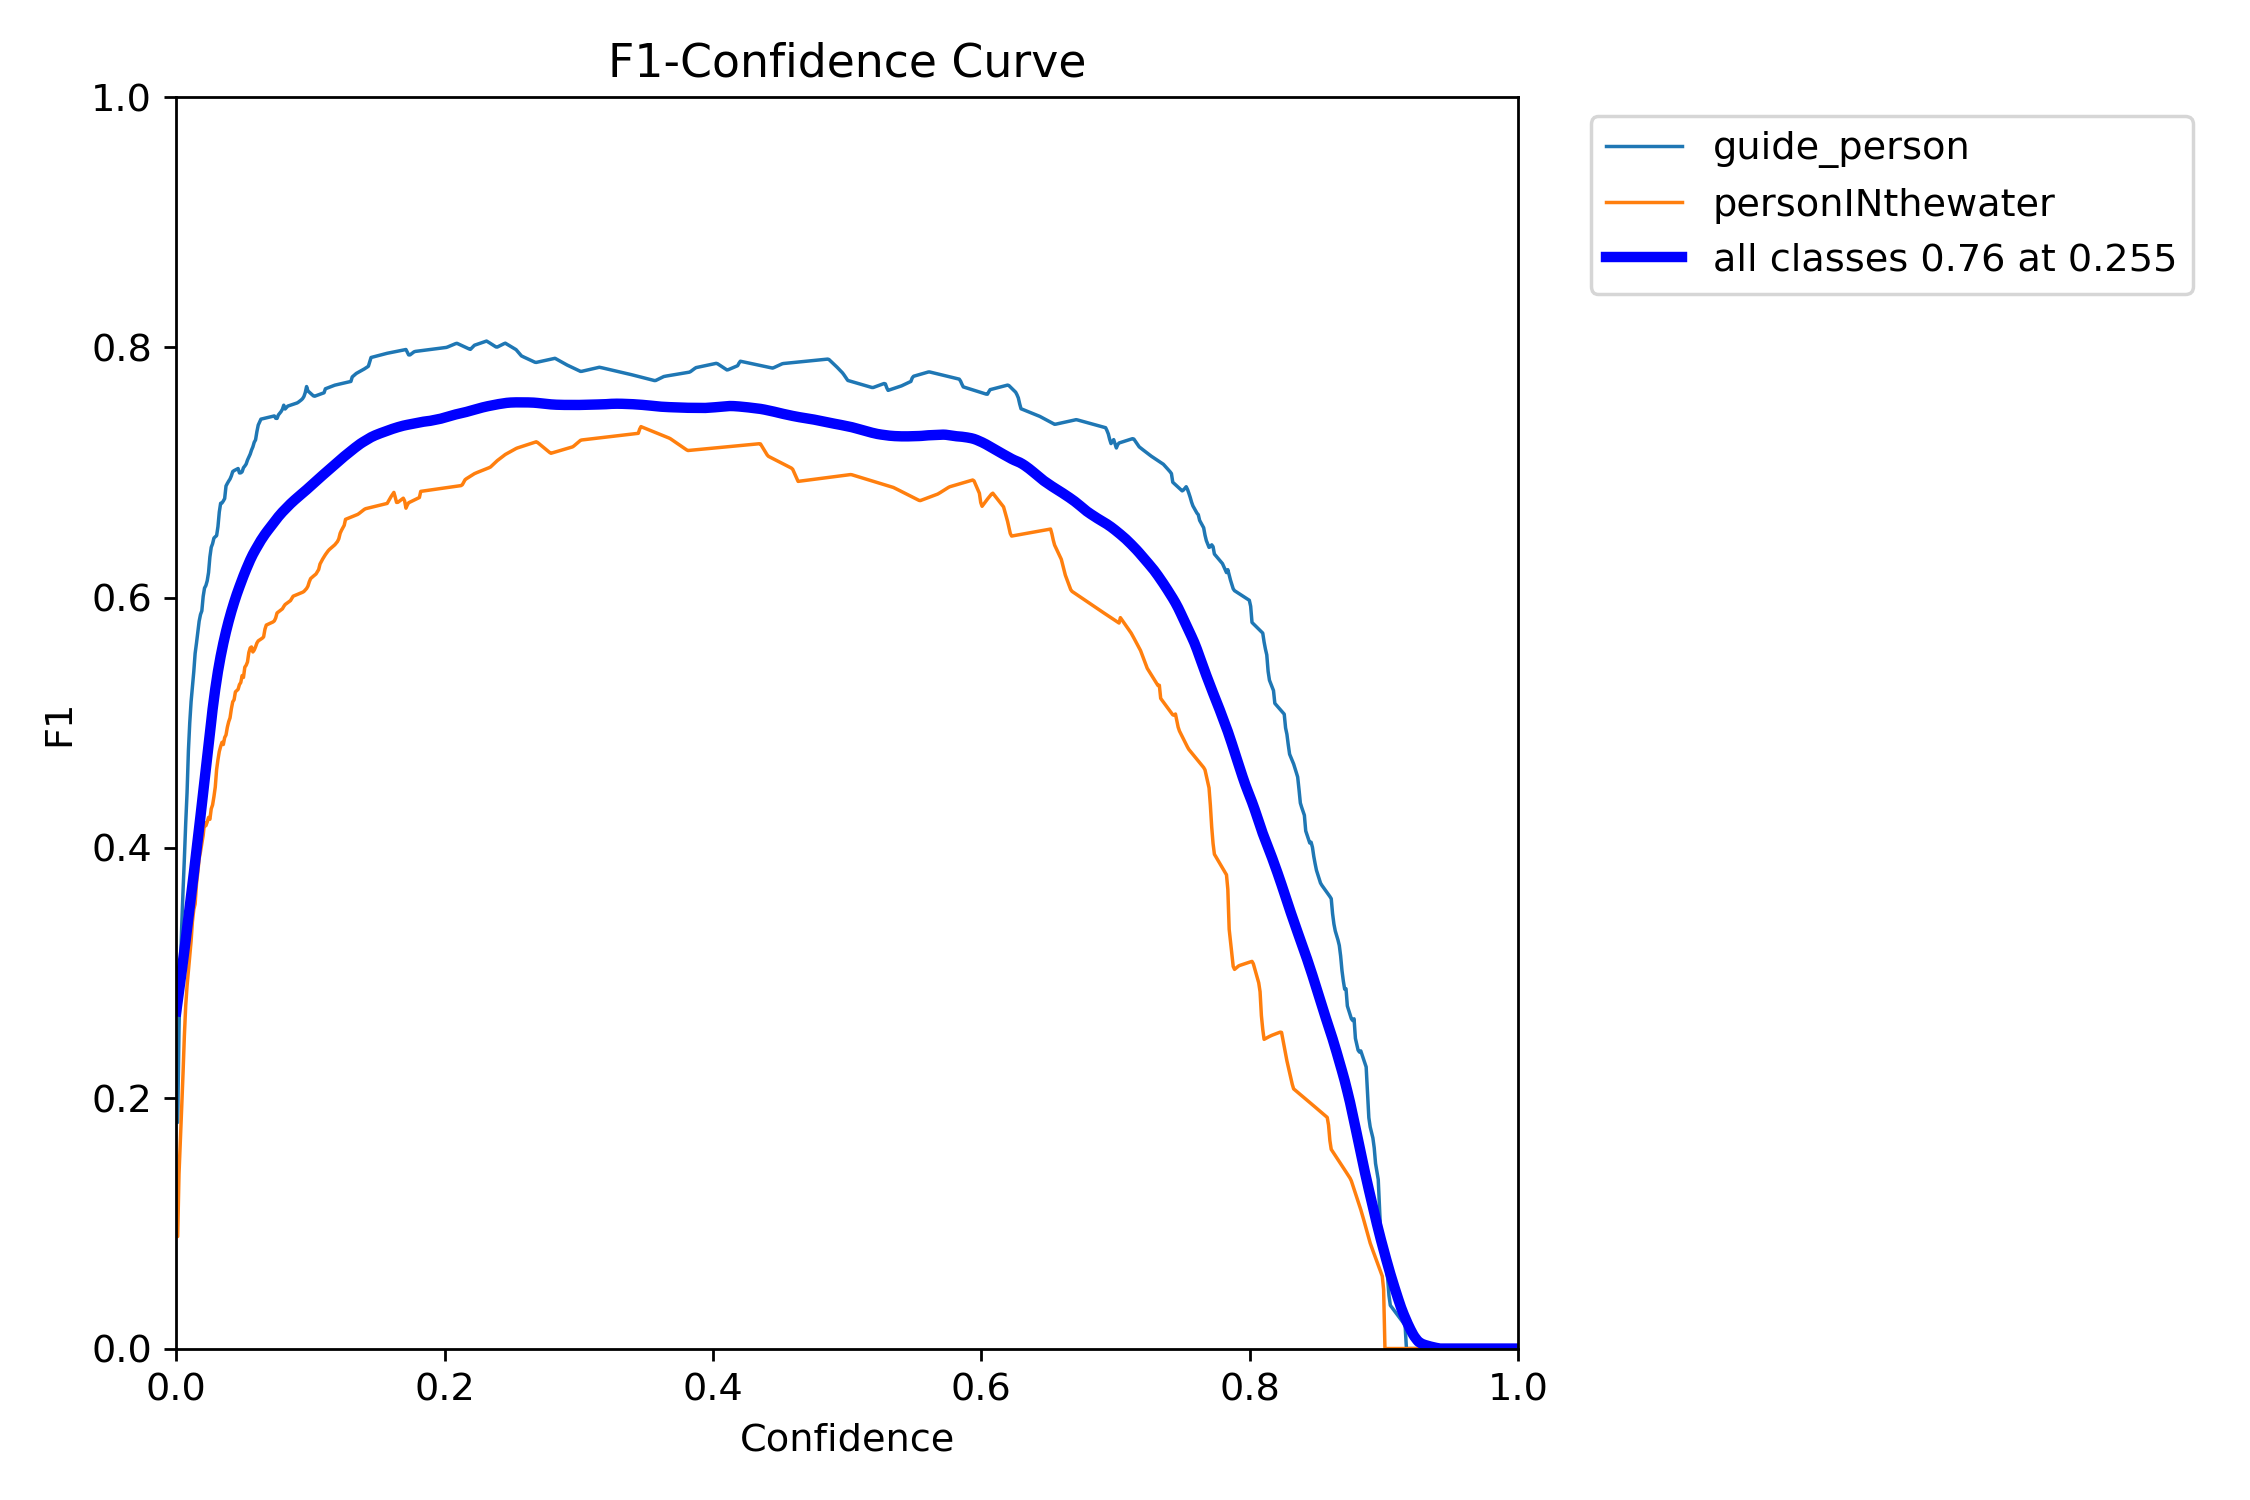 F1-Confidence Curve
1.0
0.8
0.6
0.4
0.2
0.0
F1
0.0 0.2 0.4 0.6 0.8 1.0
Confidence
guide_person
personINthewater
all classes 0.76 at 0.255